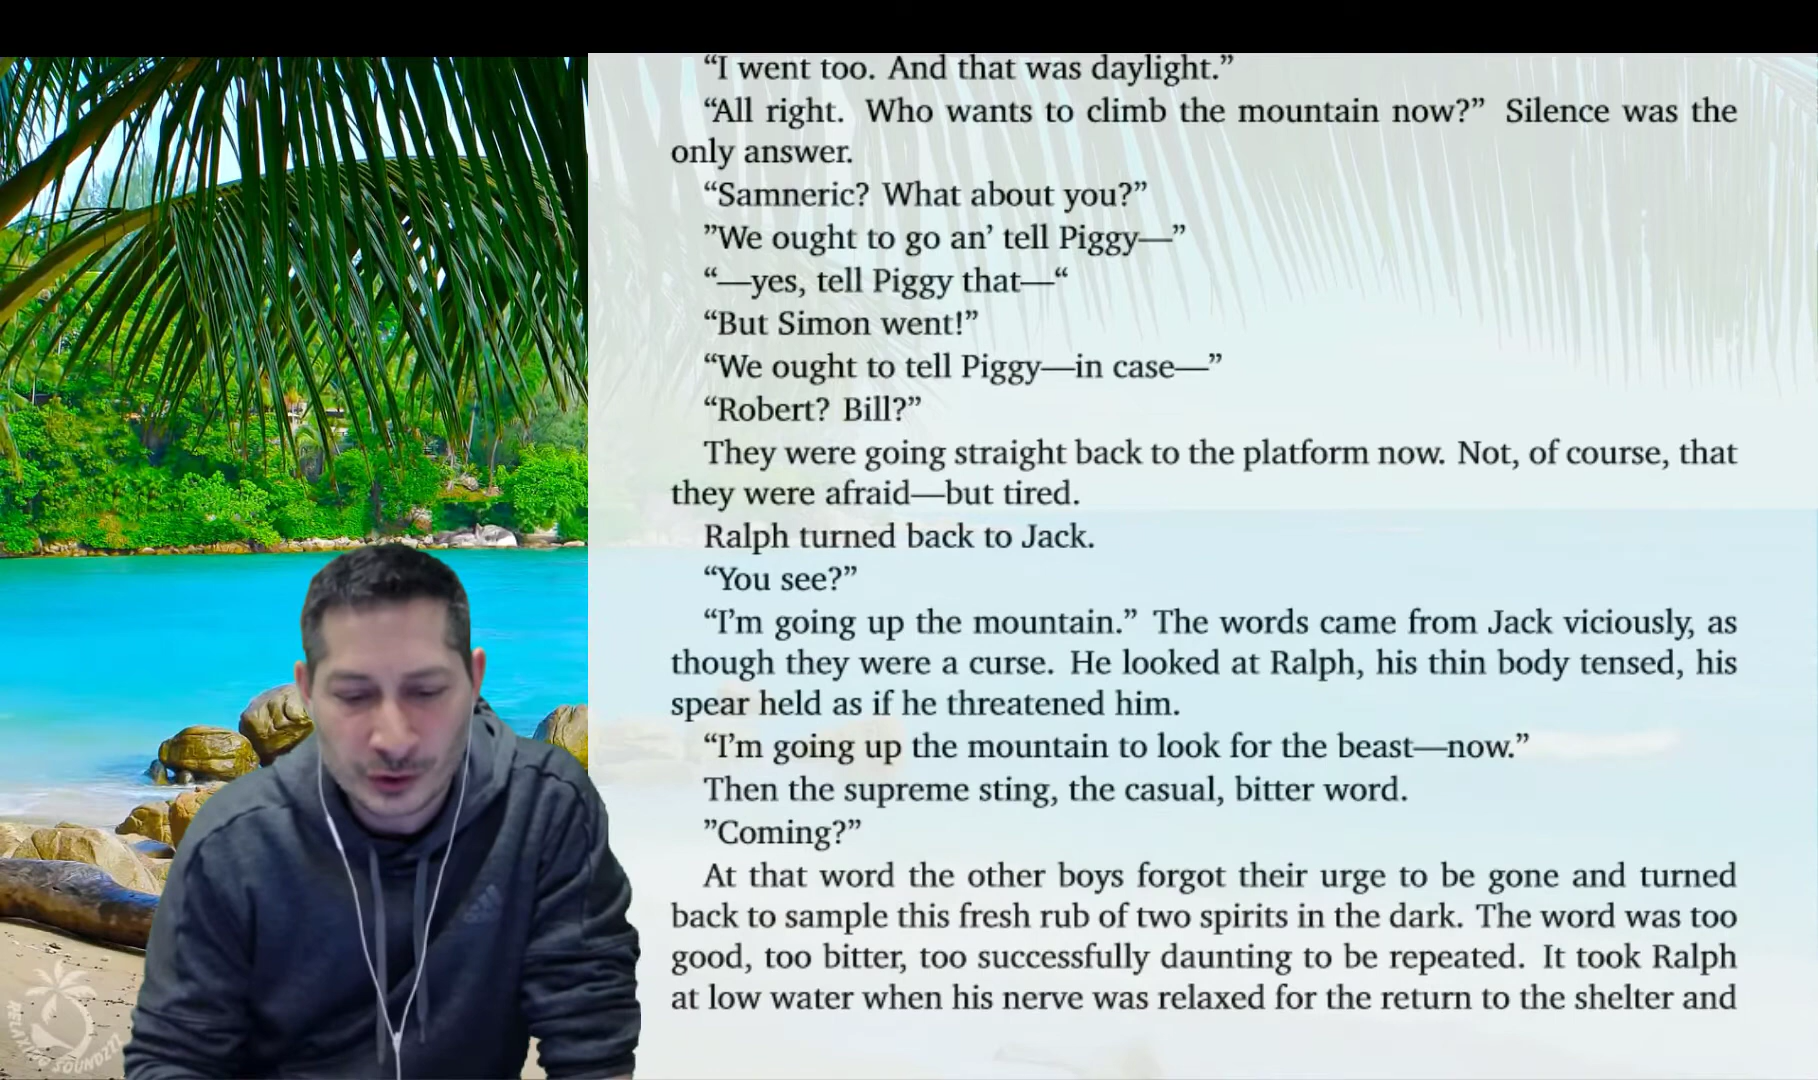 “I went too. And that was daylight.”
“All right. Who wants to climb the mountain now?” Silence was the
only answer.
“Samneric? What about you?”
”We ought to go an’ tell Piggy—”
“—yes, tell Piggy that—“
“But Simon went!”
“We ought to tell Piggy—in case—”
“Robert? Bill?”
They were going straight back to the platform now. Not, of course, that
they were afraid—but tired.
Ralph turned back to Jack.
“You see?”
“I’m going up the mountain.” The words came from Jack viciously, as
though they were a curse. He looked at Ralph, his thin body tensed, his
spear held as if he threatened him.
“I’m going up the mountain to look for the beast—now.”
Then the supreme sting, the casual, bitter word.
”Coming?”
At that word the other boys forgot their urge to be gone and turned
back to sample this fresh rub of two spirits in the dark. The word was too
good, too bitter, too successfully daunting to be repeated. It took Ralph
at low water when his nerve was relaxed for the return to the shelter and
RELAXING SOUNDZZZ